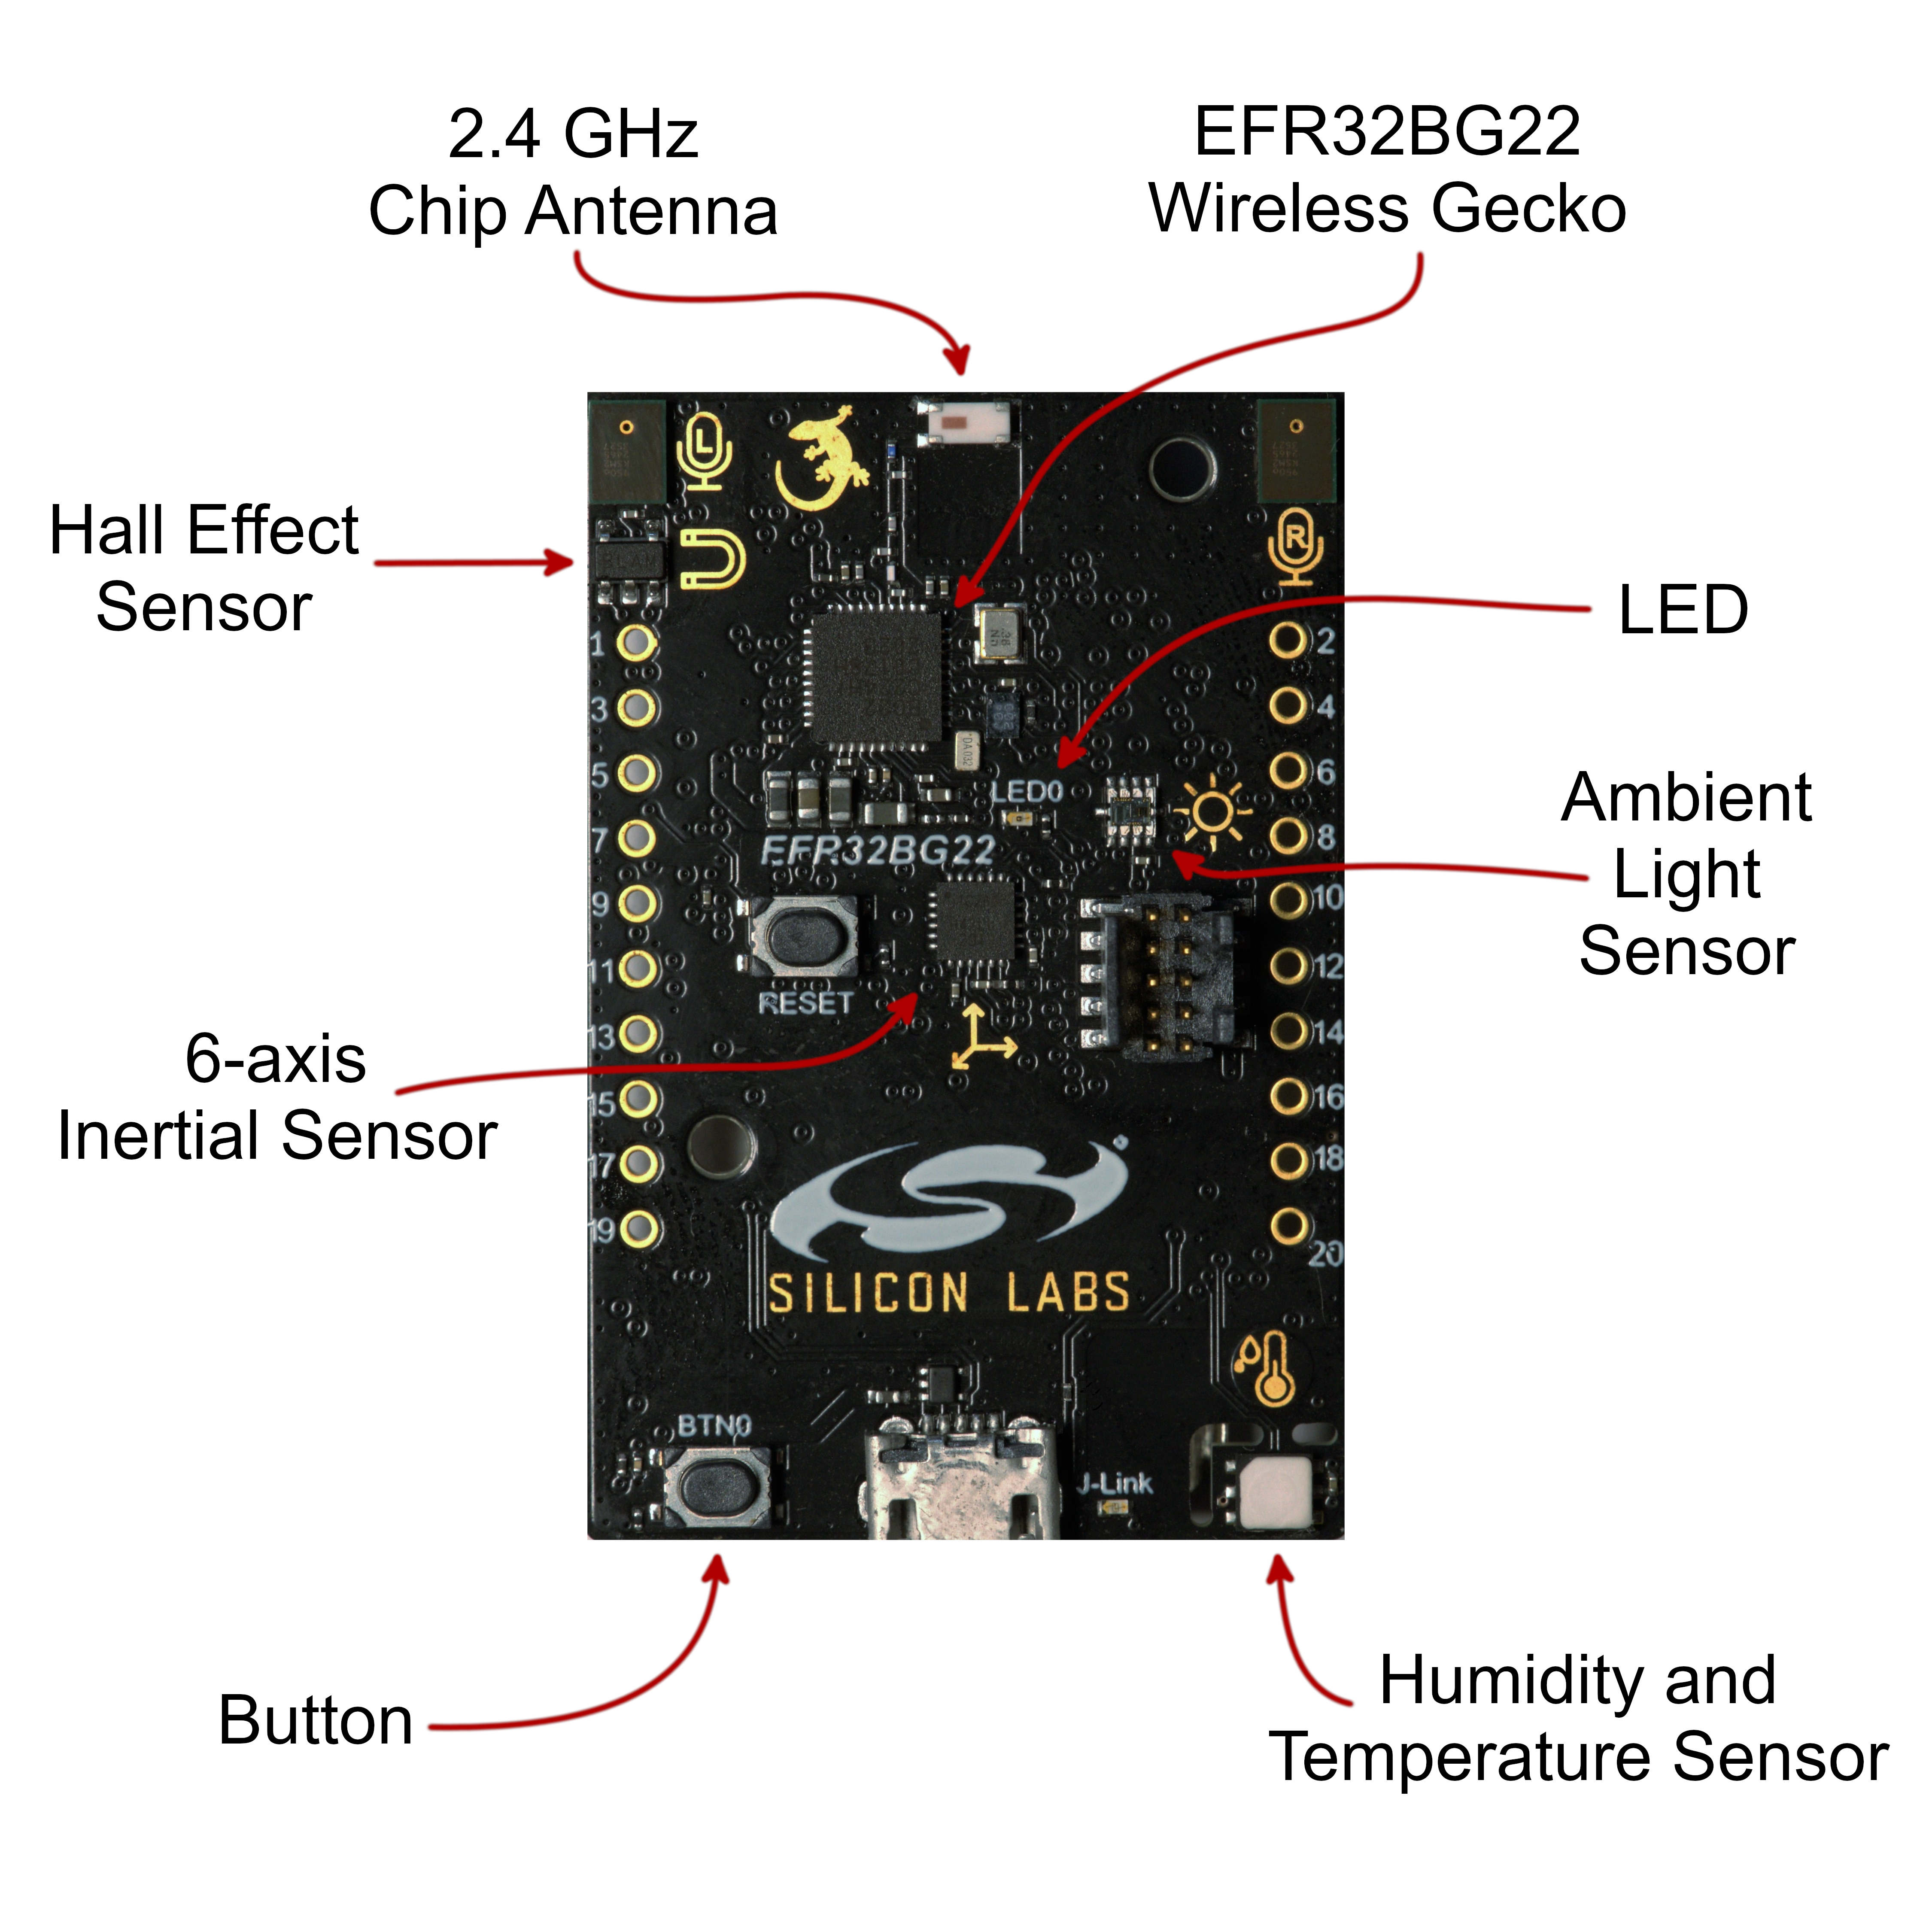 2.4 GHz
Chip Antenna
EFR32BG22
Wireless Gecko
L
Hall Effect
Sensor
R
LED
1
2
3
4
5
6
LED0
Ambient
Light
Sensor
7
8
EFR32BG22
9
10
11
12
RESET
13
14
6-axis
Inertial Sensor
15
16
17
18
19
20
SILICON LABS
BTN0
J-Link
Button
Humidity and
Temperature Sensor